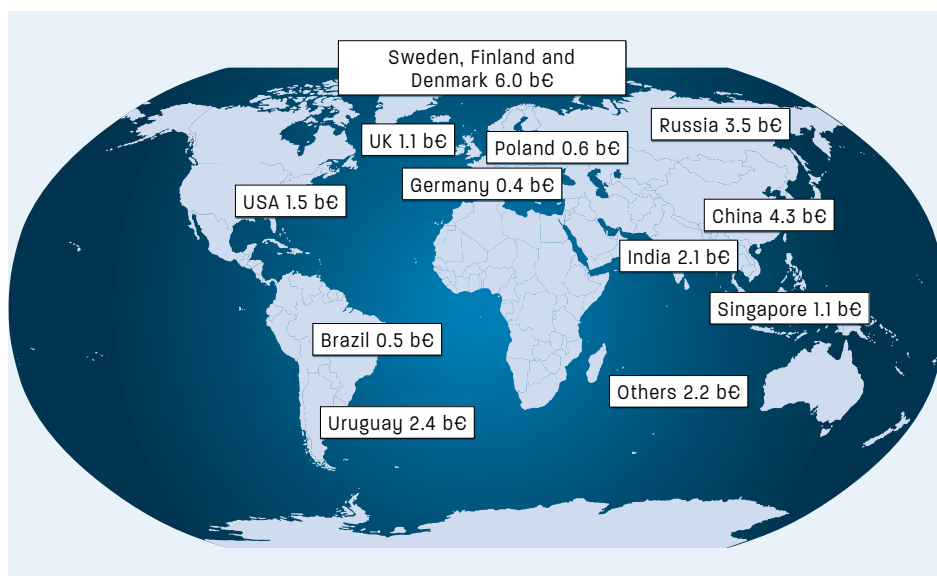 Sweden, Finland and
Denmark 6.0 b€
Russia 3.5 b€
UK 1.1 b€
Poland 0.6 b€
Germany 0.4 b€
USA 1.5 b€
China 4.3 b€
India 2.1 b€
Singapore 1.1 b€
Brazil 0.5 b€
Others 2.2 b€
Uruguay 2.4 b€